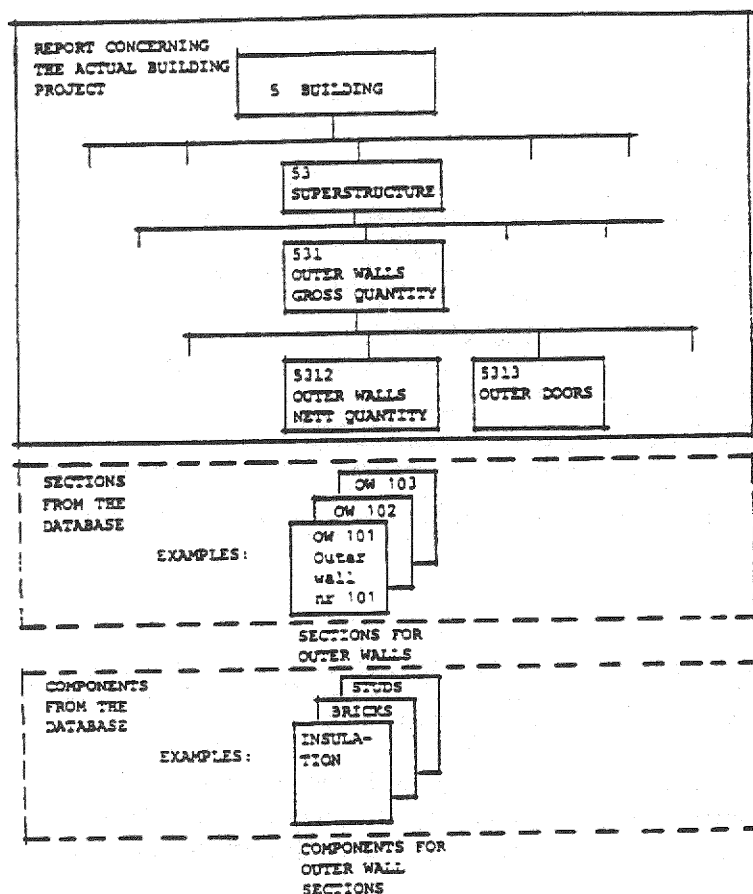 REPORT CONCERNING
THE ACTUAL BUILDING
PROJECT
5 BUILDING
53
SUPERSTRUCTURE
531
OUTER WALLS
GROSS QUANTITY
5312
OUTER WALLS
NETT QUANTITY
5313
OUTER DOORS
SECTIONS
FROM THE
DATABASE
EXAMPLES:
OW 103
OW 102
OW 101
Outer
wall
nr 101
SECTIONS FOR
OUTER WALLS
COMPONENTS
FROM THE
DATABASE
EXAMPLES:
STUDS
BRICKS
INSULA-
TION
COMPONENTS FOR
OUTER WALL
SECTIONS